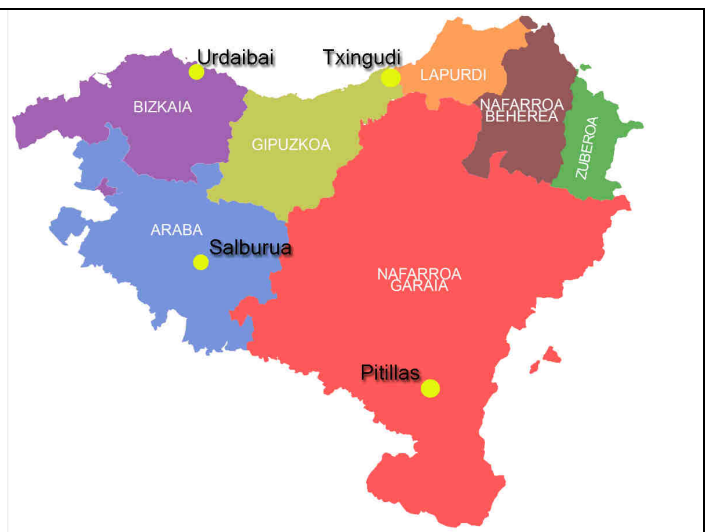 Urdaibai
Txingudi
LAPURDI
BIZKAIA
NAFARROA
BEHEREA
GIPUZKOA
ZUBEROA
ARABA
Salburua
NAFARROA
GARAIA
Pitillas